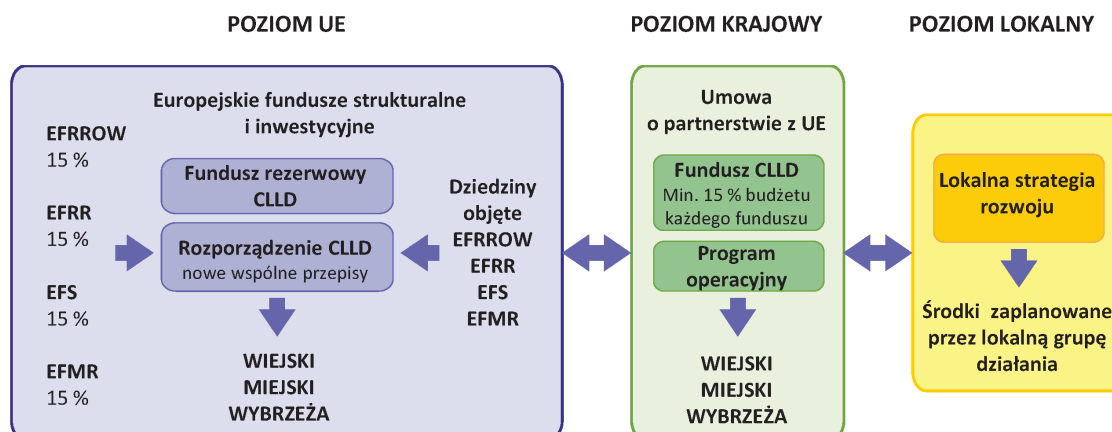 POZIOM UE
POZIOM KRAJOWY
POZIOM LOKALNY
Europejskie fundusze strukturalne
i inwestycyjne
EFRROW
15 %
EFRR
15 %
EFS
15 %
EFMR
15 %
Fundusz rezerwowy
CLLD
Rozporządzenie CLLD
nowe wspólne przepisy
Dziedziny
objęte
EFRROW
EFRR
EFS
EFMR
WIEJSKI
MIEJSKI
WYBRZEŻA
Umowa
o partnerstwie z UE
Fundusz CLLD
Min. 15 % budżetu
każdego funduszu
Program
operacyjny
WIEJSKI
MIEJSKI
WYBRZEŻA
Lokalna strategia
rozwoju
Środki zaplanowane
przez lokalną grupę
działania